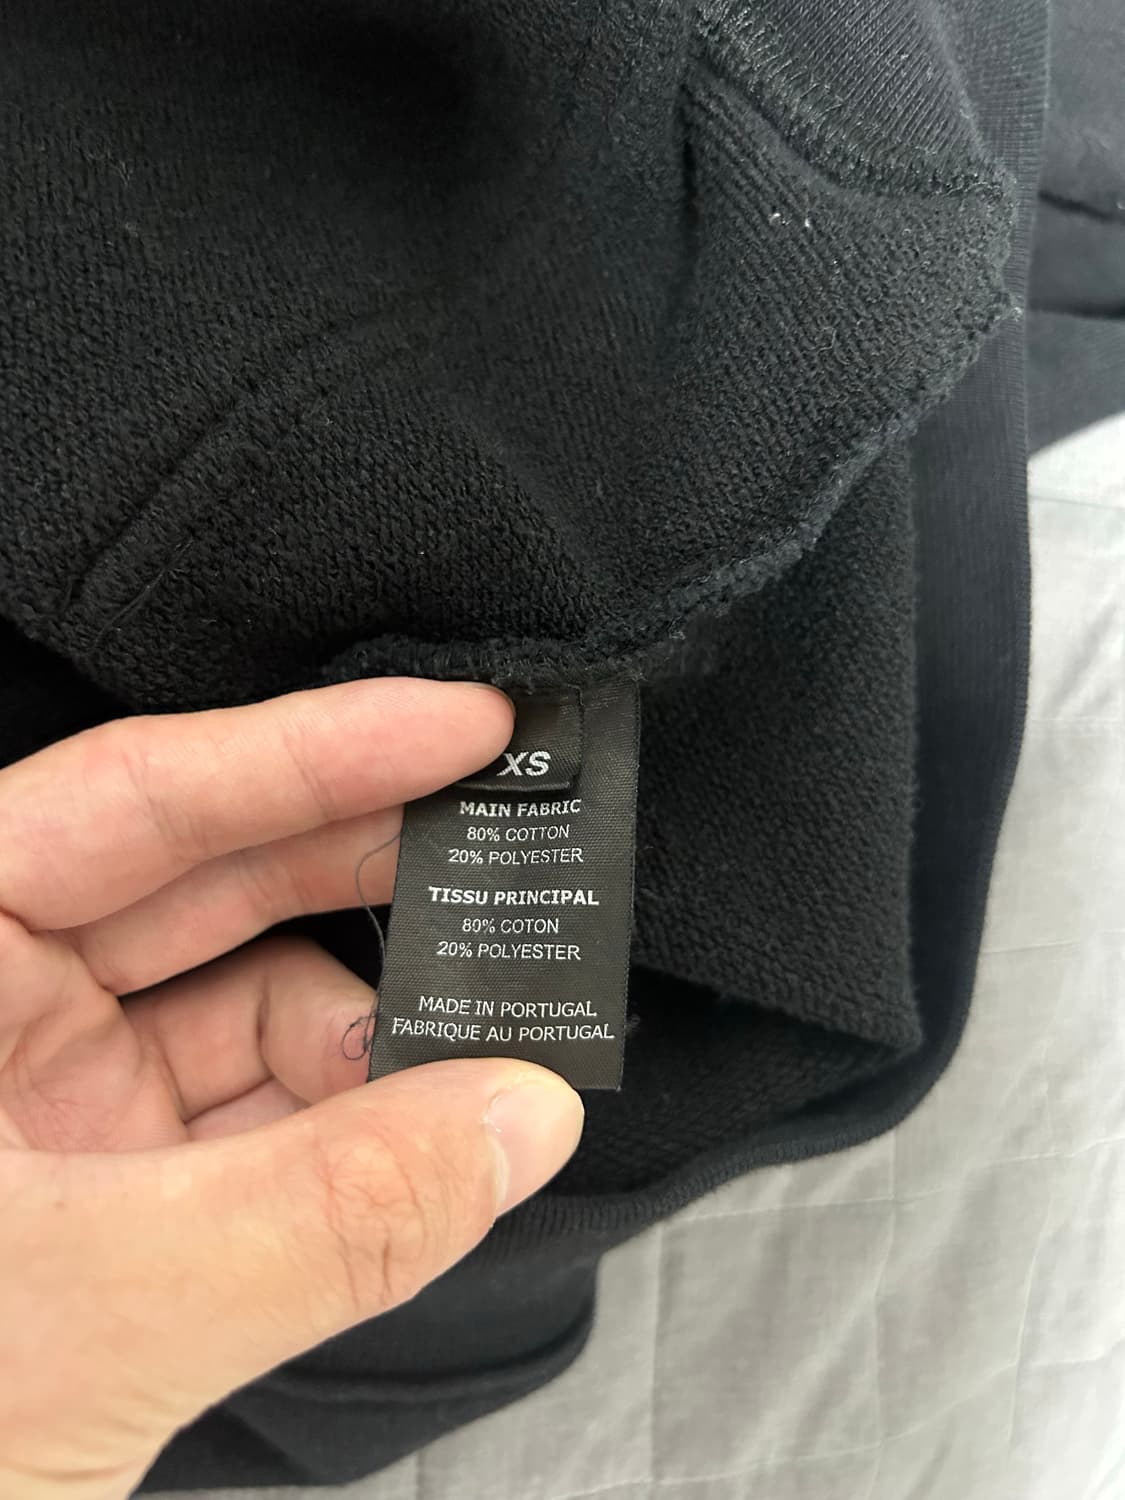 XS
MAIN FABRIC
80% COTTON
20% POLYESTER
TISSU PRINCIPAL
80% COTON
20% POLYESTER
MADE IN PORTUGAL
FABRIQUE AU PORTUGAL